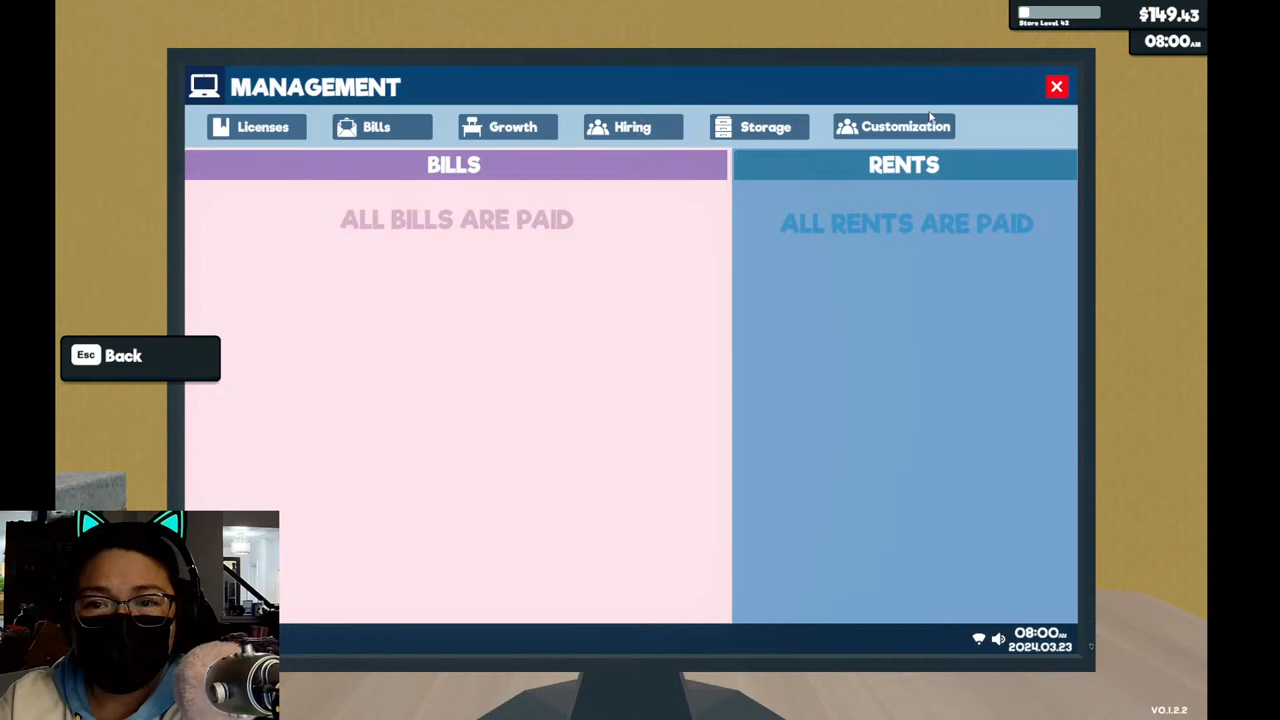 $149.43
Store Level 42
08:00AM
MANAGEMENT
Licenses
Bills
Growth
Hiring
Storage
Customization
BILLS
RENTS
ALL BILLS ARE PAID
ALL RENTS ARE PAID
Esc Back
08:00AM
2024.03.23
V0.1.2.2